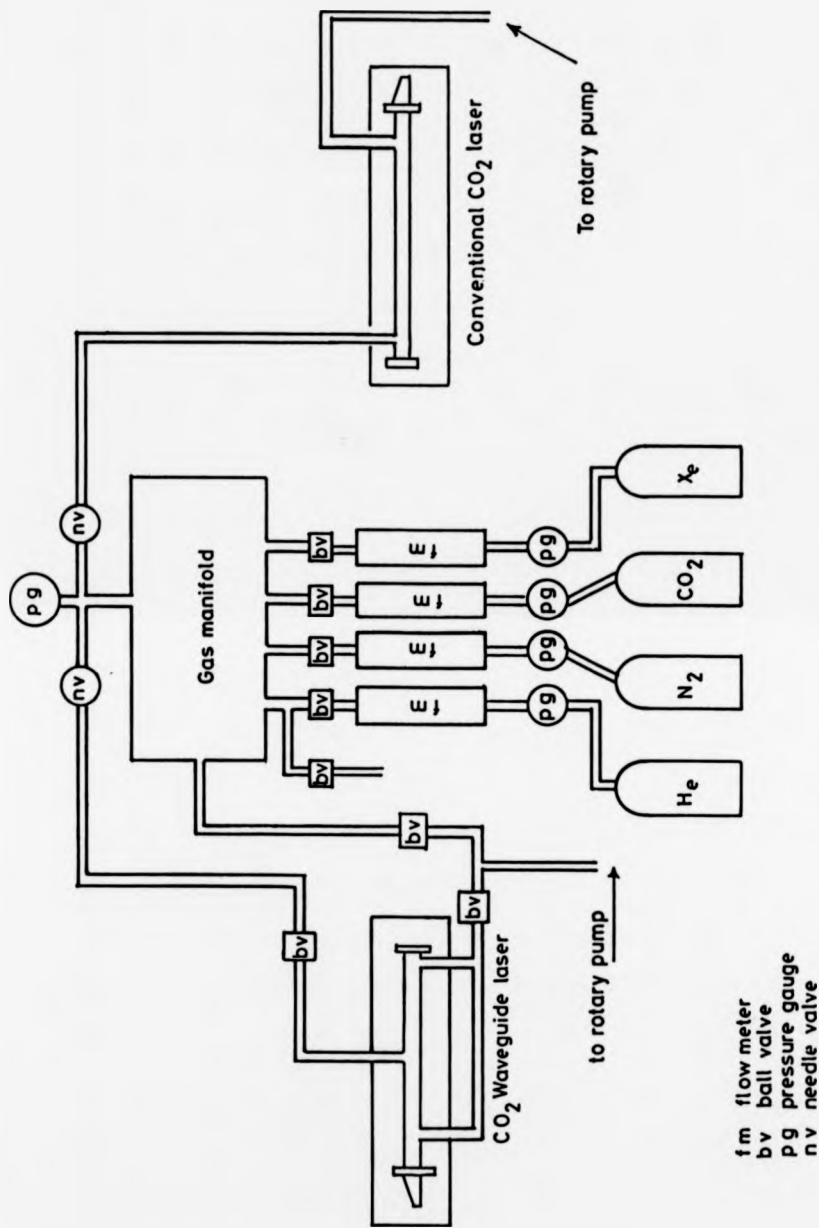 pg
nv
nv
Gas manifold
bv
bv
bv
bv
bv
bv
bv
bv
fm
fm
fm
fm
pg
pg
pg
pg
He
N2
CO2
Xe
CO2 Waveguide laser
to rotary pump
Conventional CO2 laser
To rotary pump
fm flow meter
bv ball valve
pg pressure gauge
nv needle valve